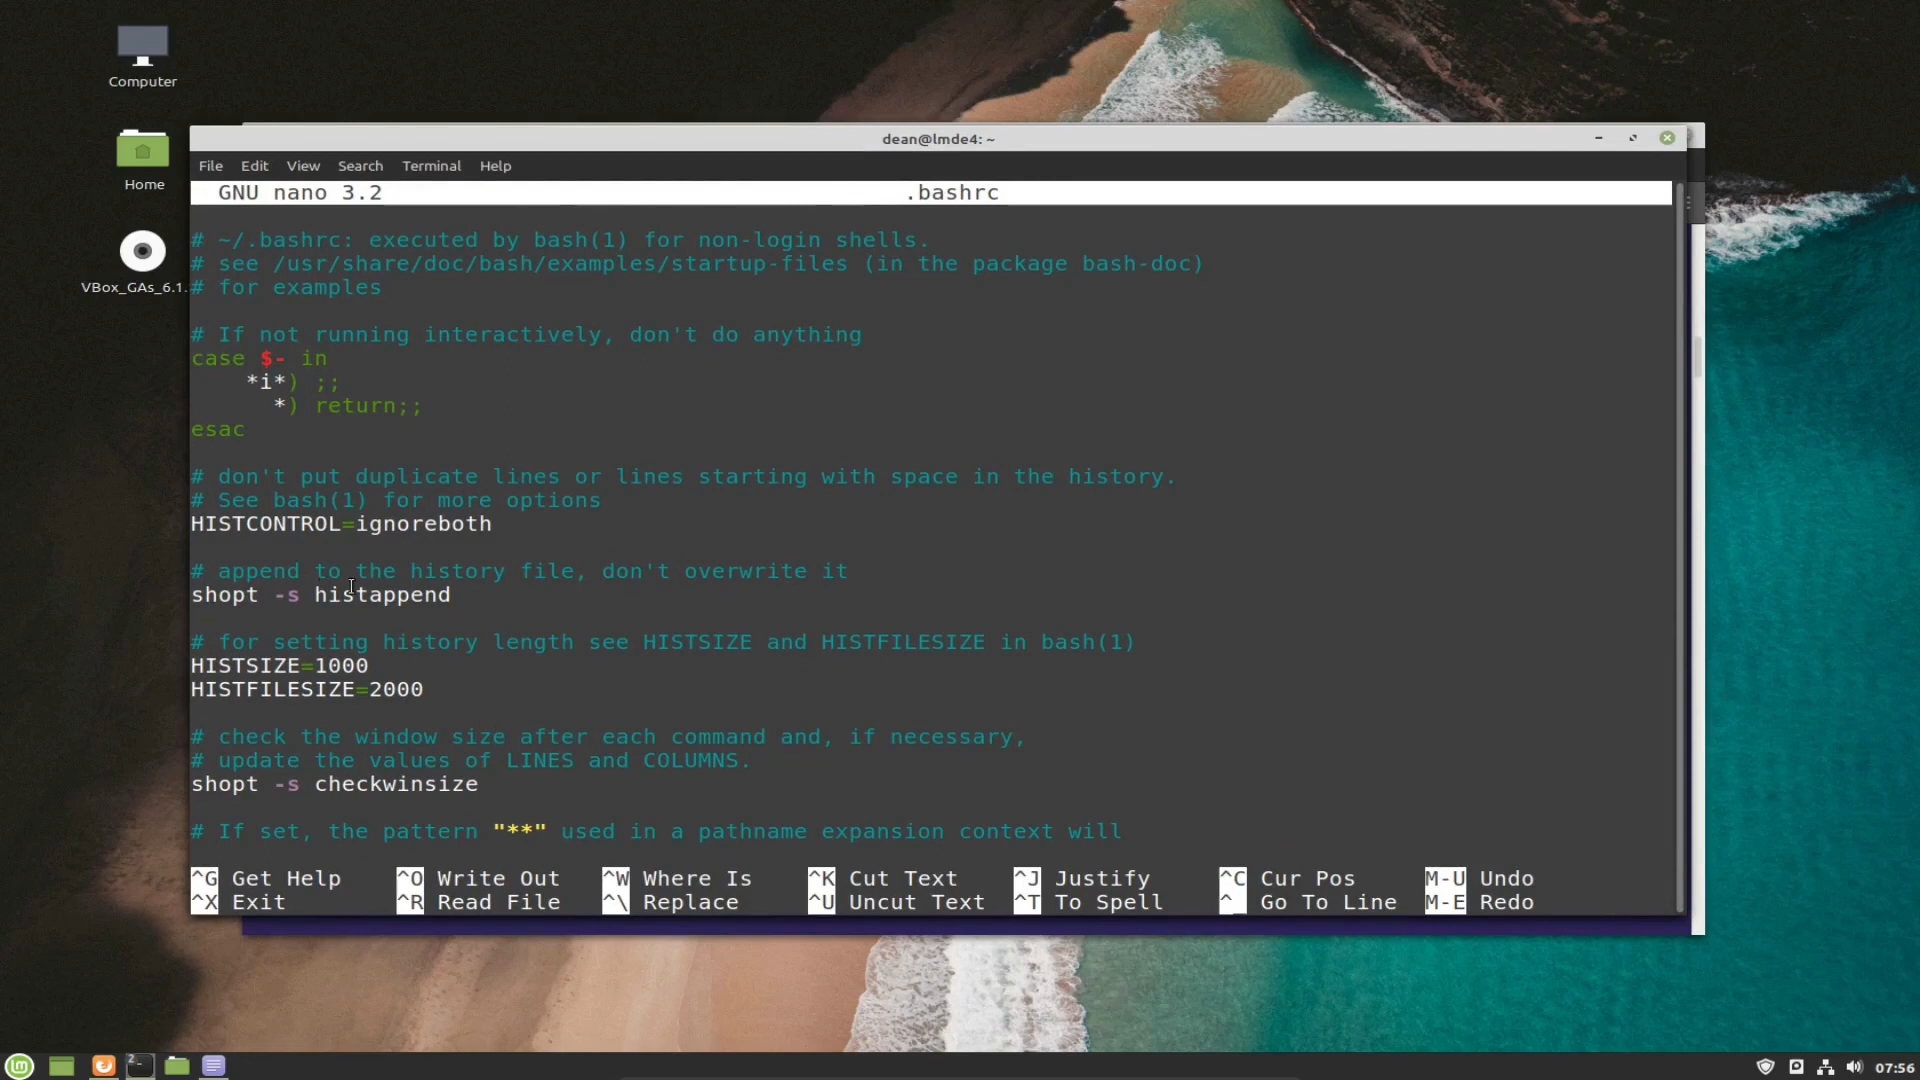 Computer
Home
VBox_GAs_6.1.
dean@lmde4: ~
File Edit View Search Terminal Help
GNU nano 3.2 .bashrc
# ~/.bashrc: executed by bash(1) for non-login shells.
# see /usr/share/doc/bash/examples/startup-files (in the package bash-doc)
# for examples
# If not running interactively, don't do anything
case $- in
*i*) ;;
*) return;;
esac
# don't put duplicate lines or lines starting with space in the history.
# See bash(1) for more options
HISTCONTROL=ignoreboth
# append to the history file, don't overwrite it
shopt -s histappend
# for setting history length see HISTSIZE and HISTFILESIZE in bash(1)
HISTSIZE=1000
HISTFILESIZE=2000
# check the window size after each command and, if necessary,
# update the values of LINES and COLUMNS.
shopt -s checkwinsize
# If set, the pattern "**" used in a pathname expansion context will
^G Get Help ^O Write Out ^W Where Is ^K Cut Text ^J Justify ^C Cur Pos M-U Undo
^X Exit ^R Read File ^\ Replace ^U Uncut Text ^T To Spell ^_ Go To Line M-E Redo
07:56